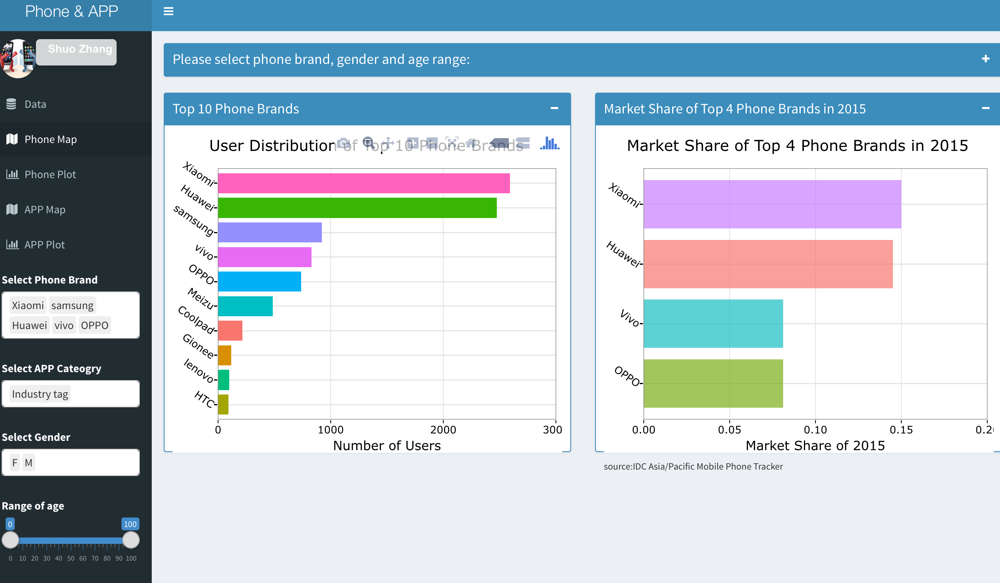 Phone & APP
Shuo Zhang
Data
Phone Map
Phone Plot
APP Map
APP Plot
Select Phone Brand
Xiaomi samsung
Huawei vivo OPPO
Select APP Cateogry
Industry tag
Select Gender
F M
Range of age
0 100
0 10 20 30 40 50 60 70 80 90 100
Please select phone brand, gender and age range:
Top 10 Phone Brands
User Distribution of Top 10 Phone Brands
Xiaomi
Huawei
samsung
vivo
OPPO
Meizu
Coolpad
Gionee
lenovo
HTC
0 1000 2000 300
Number of Users
Market Share of Top 4 Phone Brands in 2015
Market Share of Top 4 Phone Brands in 2015
Xiaomi
Huawei
Vivo
OPPO
0.00 0.05 0.10 0.15 0.2
Market Share of 2015
source:IDC Asia/Pacific Mobile Phone Tracker